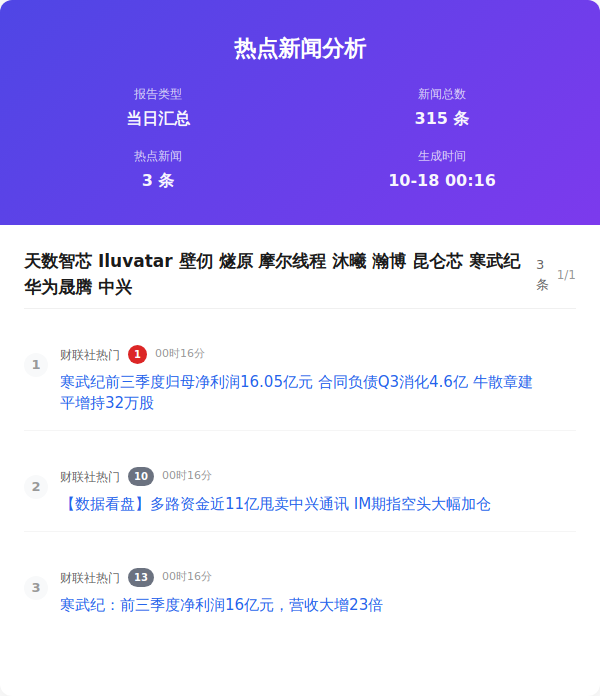 热点新闻分析
报告类型
当日汇总
新闻总数
315 条
热点新闻
3 条
生成时间
10-18 00:16
天数智芯 Iluvatar 壁仞 燧原 摩尔线程 沐曦 瀚博 昆仑芯 寒武纪
华为晟腾 中兴
3
条
1/1
1
财联社热门 1 00时16分
寒武纪前三季度归母净利润16.05亿元 合同负债Q3消化4.6亿 牛散章建
平增持32万股
2
财联社热门 10 00时16分
【数据看盘】多路资金近11亿甩卖中兴通讯 IM期指空头大幅加仓
3
财联社热门 13 00时16分
寒武纪：前三季度净利润16亿元，营收大增23倍